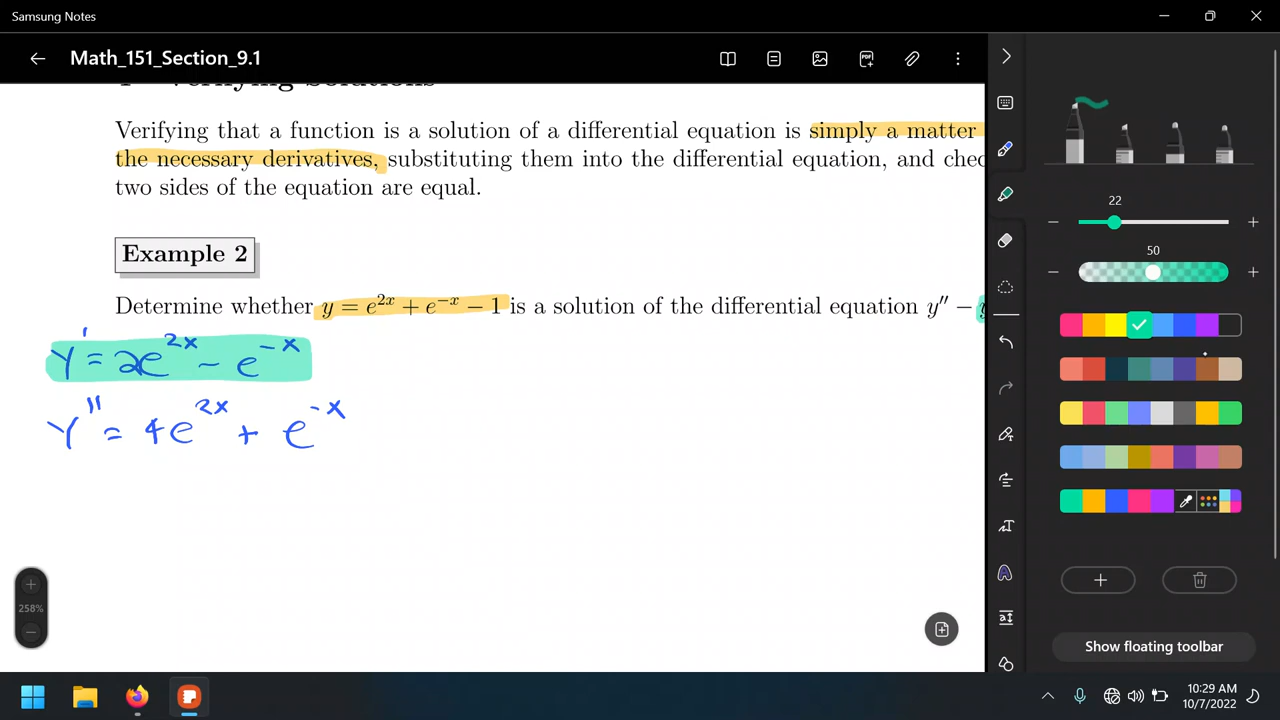 Samsung Notes
Math_151_Section_9.1
Verifying that a function is a solution of a differential equation is simply a matter
the necessary derivatives, substituting them into the differential equation, and chec
two sides of the equation are equal.
Example 2
Determine whether y = e^{2x} + e^{-x} - 1 is a solution of the differential equation y'' -
Y' = 2e^{2x} - e^{-x}
Y'' = 4e^{2x} + e^{-x}
258%
22
50
Show floating toolbar
10:29 AM
10/7/2022